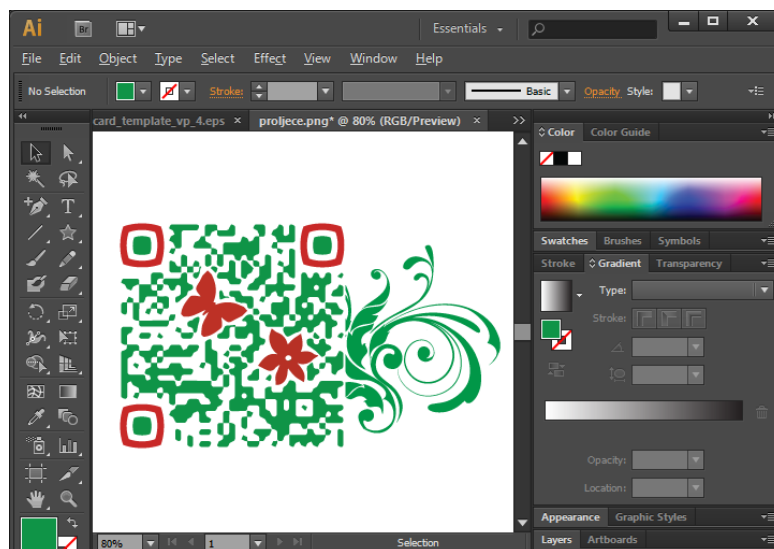 Ai Br Essentials
File Edit Object Type Select Effect View Window Help
No Selection Stroke: Basic Opacity Style:
card_template_vp_4.eps × proljece.png* @ 80% (RGB/Preview) ×
Color Color Guide
Swatches Brushes Symbols
Stroke Gradient Transparency
Type:
Stroke:
Opacity:
Location:
Appearance Graphic Styles
Layers Artboards
80% 1 Selection